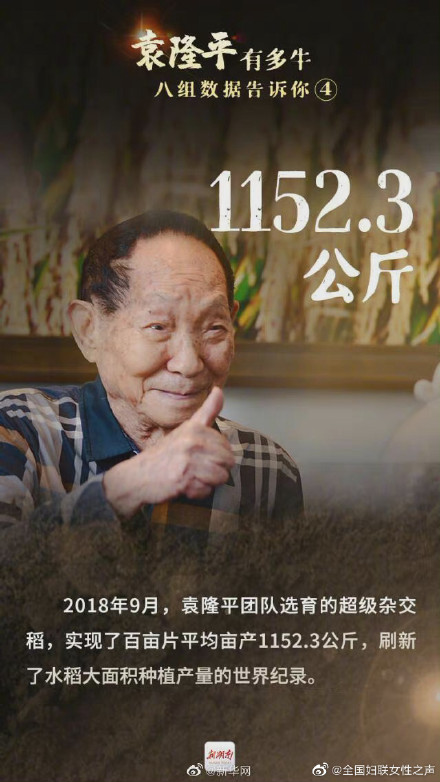 袁隆平有多牛
八组数据告诉你④
1152.3
公斤
2018年9月，袁隆平团队选育的超级杂交
稻，实现了百亩片平均亩产1152.3公斤，刷新
了水稻大面积种植产量的世界纪录。
新湖南
@新华网
@全国妇联女性之声